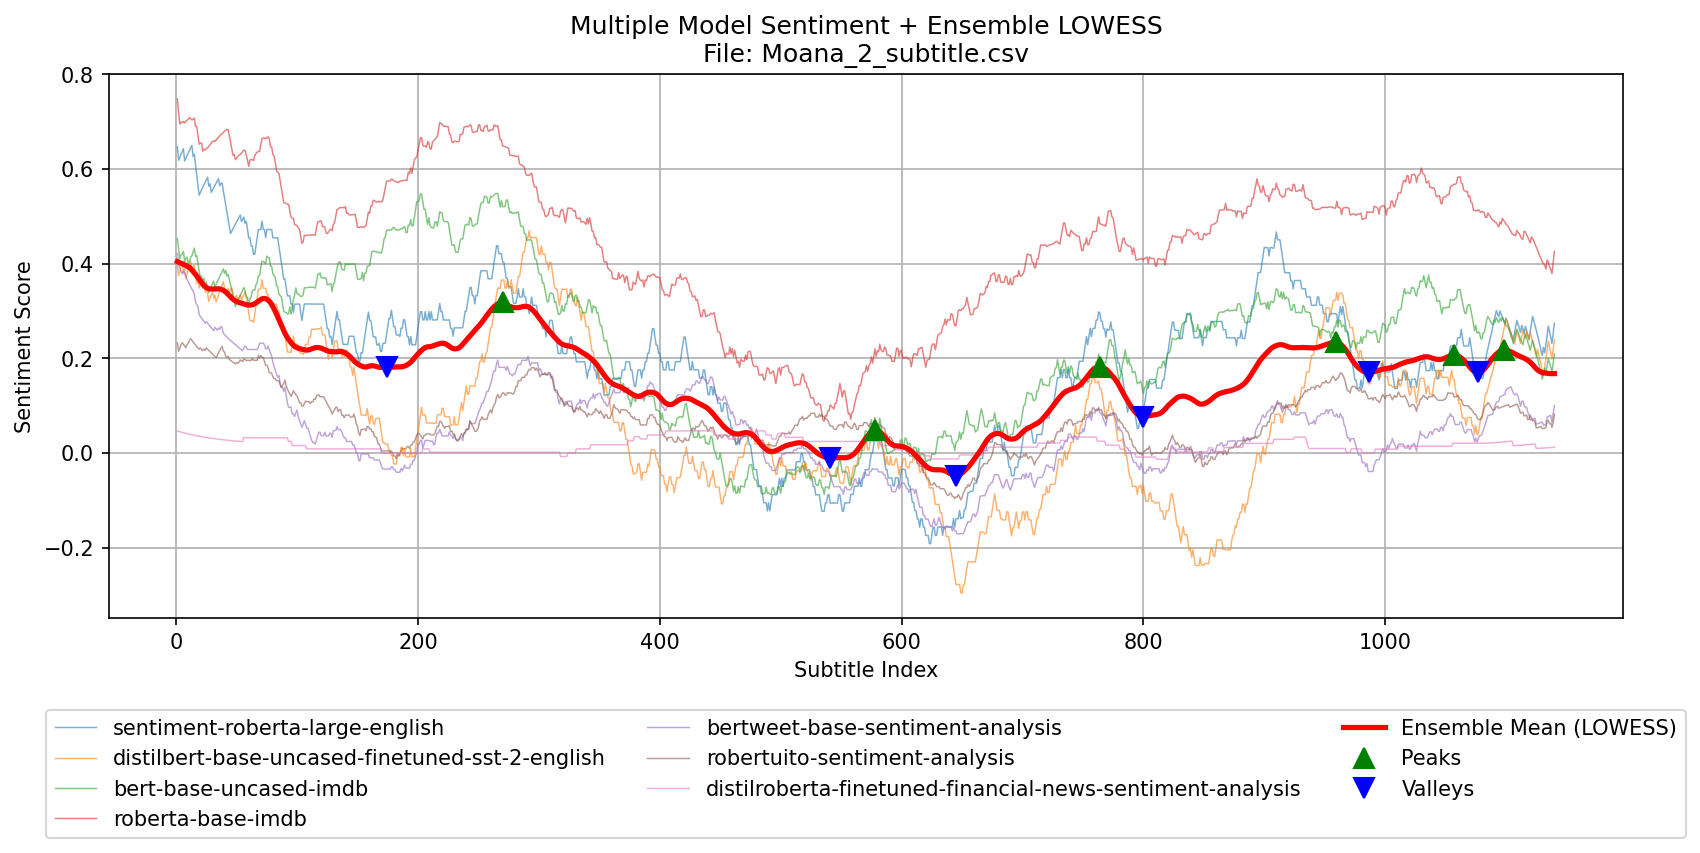 Multiple Model Sentiment + Ensemble LOWESS
File: Moana_2_subtitle.csv
Sentiment Score
0.8
0.6
0.4
0.2
0.0
−0.2
0 200 400 600 800 1000
Subtitle Index
sentiment-roberta-large-english
distilbert-base-uncased-finetuned-sst-2-english
bert-base-uncased-imdb
roberta-base-imdb
bertweet-base-sentiment-analysis
robertuito-sentiment-analysis
distilroberta-finetuned-financial-news-sentiment-analysis
Ensemble Mean (LOWESS)
Peaks
Valleys